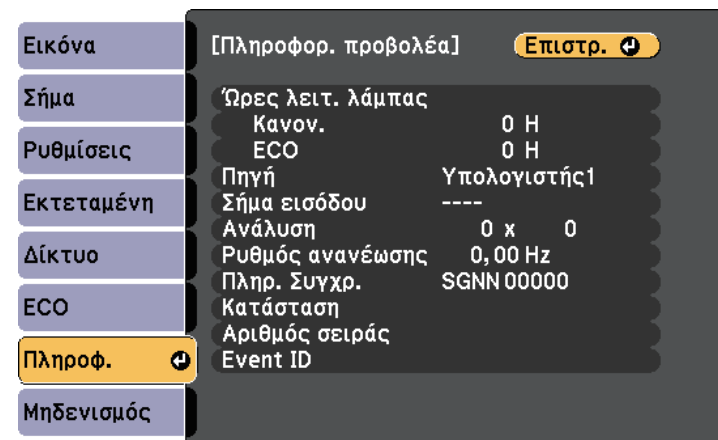 Εικόνα
Σήμα
Ρυθμίσεις
Εκτεταμένη
Δίκτυο
ECO
Πληροφ.
Μηδενισμός
[Πληροφορ. προβολέα] Επιστρ.
Ώρες λειτ. λάμπας
Κανον. 0 H
ECO 0 H
Πηγή Υπολογιστής1
Σήμα εισόδου ----
Ανάλυση 0 x 0
Ρυθμός ανανέωσης 0,00 Hz
Πληρ. Συγχρ. SGNN 00000
Κατάσταση
Αριθμός σειράς
Event ID